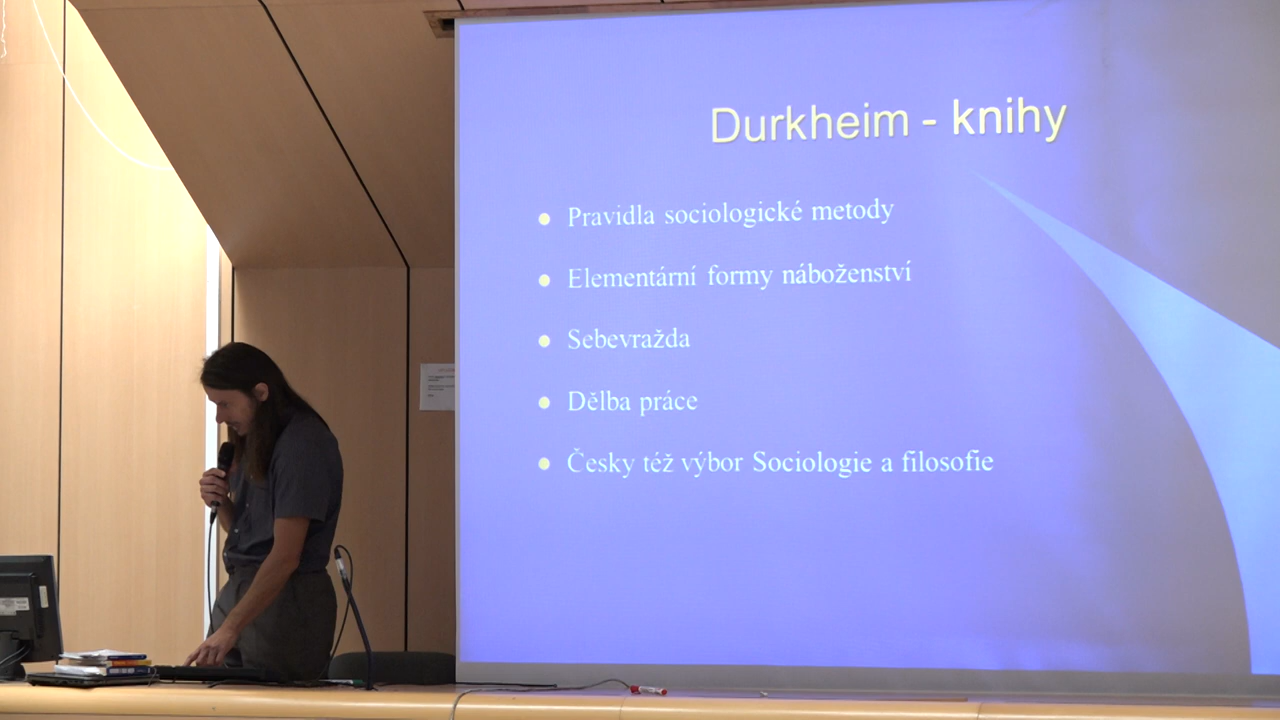 Durkheim - knihy
Pravidla sociologické metody
Elementární formy náboženství
Sebevražda
Dělba práce
Česky též výbor Sociologie a filosofie